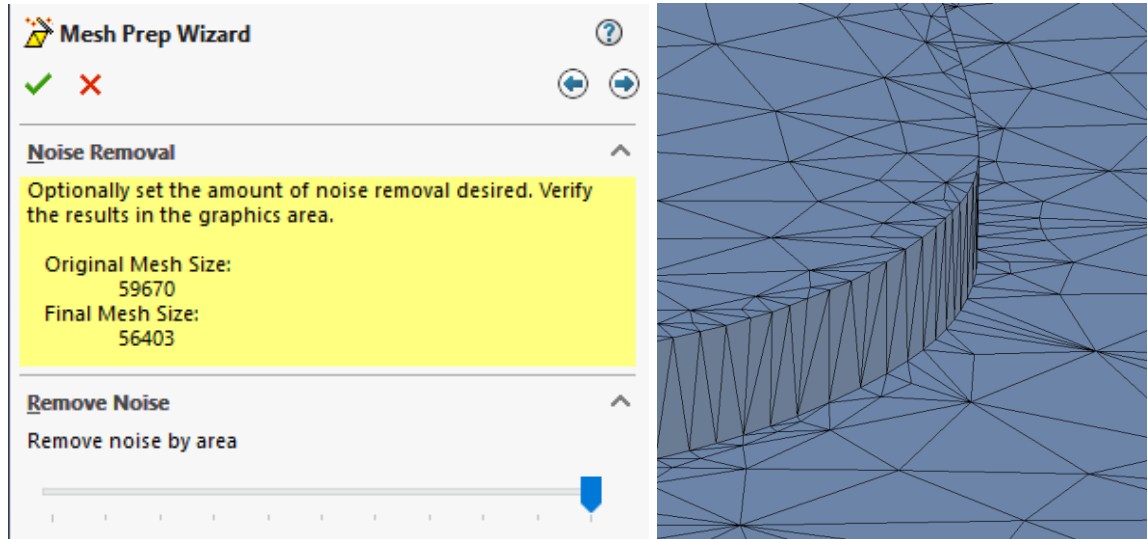 Mesh Prep Wizard
Noise Removal
Optionally set the amount of noise removal desired. Verify
the results in the graphics area.
Original Mesh Size:
59670
Final Mesh Size:
56403
Remove Noise
Remove noise by area